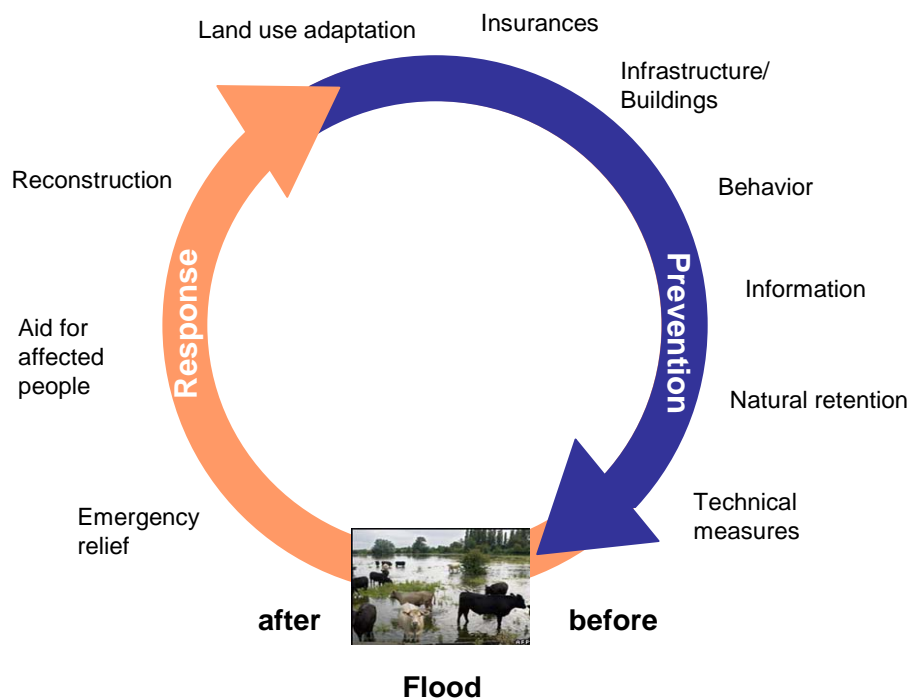 Land use adaptation
Insurances
Infrastructure/
Buildings
Reconstruction
Behavior
Response
Prevention
Information
Aid for
affected
people
Natural retention
Emergency
relief
Technical
measures
after
before
AFP
Flood